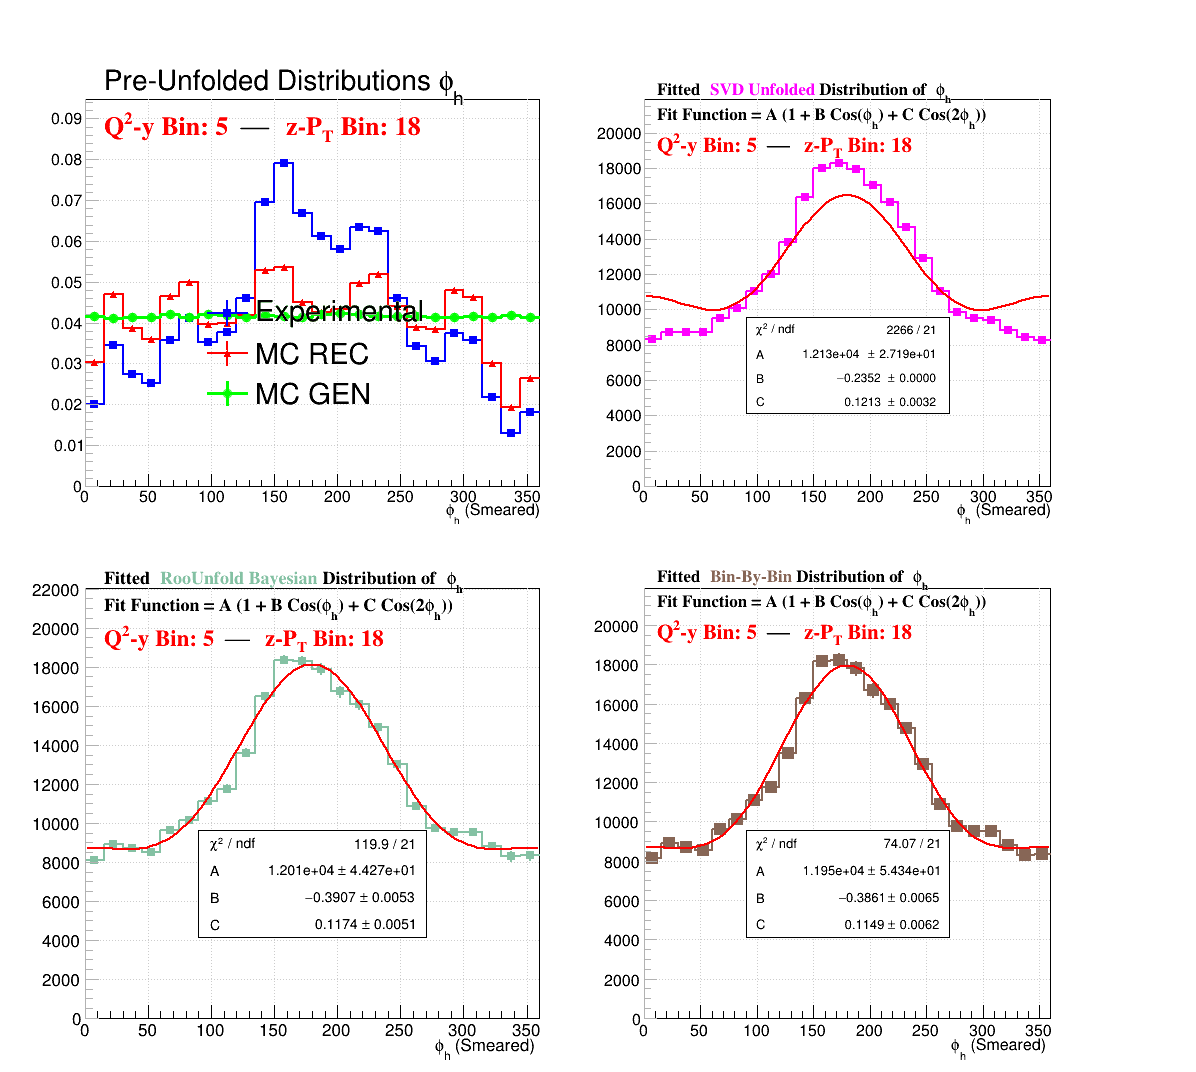 Pre-Unfolded Distributions ϕh
Q2-y Bin: 5 — z-PT Bin: 18
0.09
0.08
0.07
0.06
0.05
0.04
0.03
0.02
0.01
0
Experimental
MC REC
MC GEN
0 50 100 150 200 250 300 350
ϕh (Smeared)
Fitted SVD Unfolded Distribution of ϕh
Fit Function = A (1 + B Cos(ϕh) + C Cos(2ϕh))
Q2-y Bin: 5 — z-PT Bin: 18
20000
18000
16000
14000
12000
10000
8000
6000
4000
2000
0
χ2 / ndf 2266 / 21
A 1.213e+04 ± 2.719e+01
B −0.2352 ± 0.0000
C 0.1213 ± 0.0032
0 50 100 150 200 250 300 350
ϕh (Smeared)
Fitted RooUnfold Bayesian Distribution of ϕh
Fit Function = A (1 + B Cos(ϕh) + C Cos(2ϕh))
Q2-y Bin: 5 — z-PT Bin: 18
22000
20000
18000
16000
14000
12000
10000
8000
6000
4000
2000
0
χ2 / ndf 119.9 / 21
A 1.201e+04 ± 4.427e+01
B −0.3907 ± 0.0053
C 0.1174 ± 0.0051
0 50 100 150 200 250 300 350
ϕh (Smeared)
Fitted Bin-By-Bin Distribution of ϕh
Fit Function = A (1 + B Cos(ϕh) + C Cos(2ϕh))
Q2-y Bin: 5 — z-PT Bin: 18
20000
18000
16000
14000
12000
10000
8000
6000
4000
2000
0
χ2 / ndf 74.07 / 21
A 1.195e+04 ± 5.434e+01
B −0.3861 ± 0.0065
C 0.1149 ± 0.0062
0 50 100 150 200 250 300 350
ϕh (Smeared)